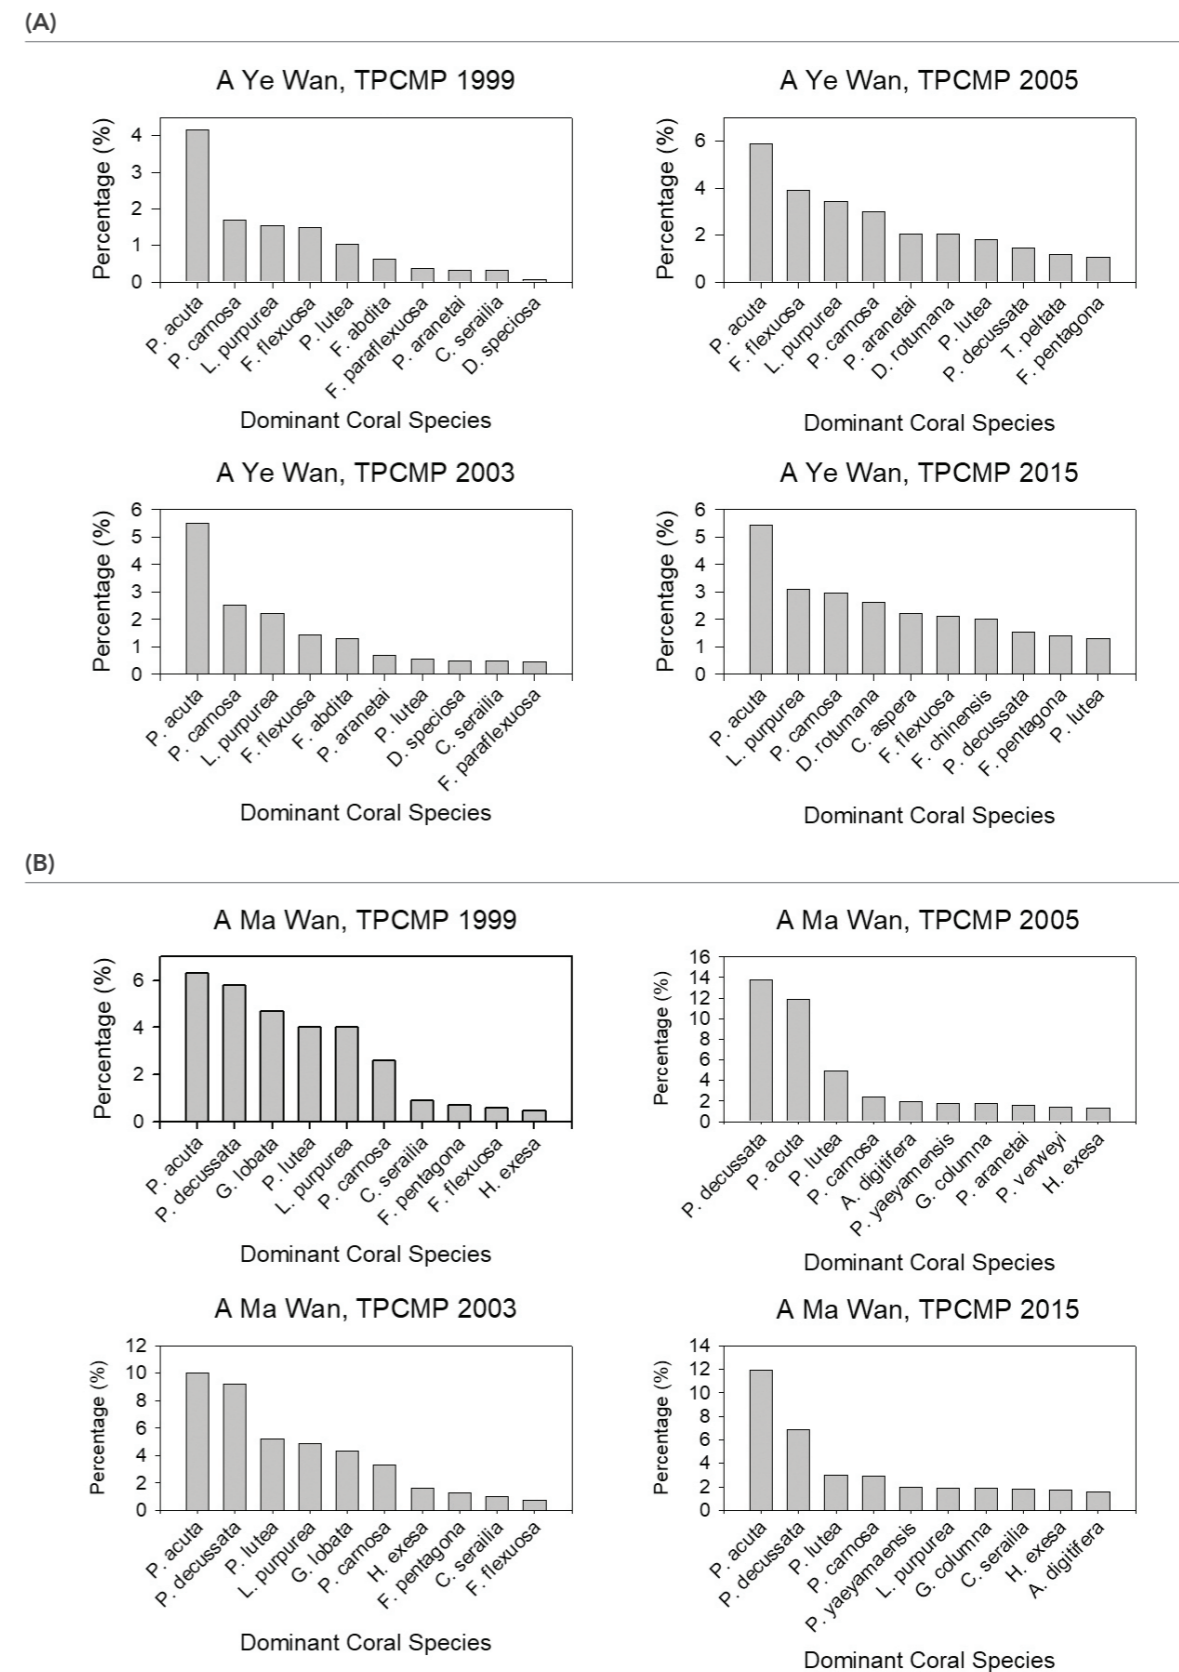 (A)
A Ye Wan, TPCMP 1999
Percentage (%)
4
3
2
1
0
P. acuta
P. carnosa
L. purpurea
F. flexuosa
P. lutea
F. abdita
F. paraflexuosa
P. aranetai
C. serailia
D. speciosa
Dominant Coral Species
A Ye Wan, TPCMP 2005
Percentage (%)
6
4
2
0
P. acuta
F. flexuosa
L. purpurea
P. carnosa
P. aranetai
D. rotumana
P. lutea
P. decussata
T. peltata
F. pentagona
Dominant Coral Species
A Ye Wan, TPCMP 2003
Percentage (%)
6
5
4
3
2
1
0
P. acuta
P. carnosa
L. purpurea
F. flexuosa
F. abdita
P. aranetai
P. lutea
D. speciosa
C. serailia
F. paraflexuosa
Dominant Coral Species
A Ye Wan, TPCMP 2015
Percentage (%)
6
5
4
3
2
1
0
P. acuta
L. purpurea
P. carnosa
D. rotumana
C. aspera
F. flexuosa
F. chinensis
P. decussata
F. pentagona
P. lutea
Dominant Coral Species
(B)
A Ma Wan, TPCMP 1999
Percentage (%)
6
4
2
0
P. acuta
P. decussata
G. lobata
P. lutea
L. purpurea
P. carnosa
C. serailia
F. pentagona
F. flexuosa
H. exesa
Dominant Coral Species
A Ma Wan, TPCMP 2005
Percentage (%)
16
14
12
10
8
6
4
2
0
P. decussata
P. acuta
P. lutea
P. carnosa
A. digitifera
P. yaeyamensis
G. columna
P. aranetai
P. verweyi
H. exesa
Dominant Coral Species
A Ma Wan, TPCMP 2003
Percentage (%)
12
10
8
6
4
2
0
P. acuta
P. decussata
P. lutea
L. purpurea
G. lobata
P. carnosa
H. exesa
F. pentagona
C. serailia
F. flexuosa
Dominant Coral Species
A Ma Wan, TPCMP 2015
Percentage (%)
14
12
10
8
6
4
2
0
P. acuta
P. decussata
P. lutea
P. carnosa
P. yaeyamaensis
L. purpurea
G. columna
C. serailia
H. exesa
A. digitifera
Dominant Coral Species